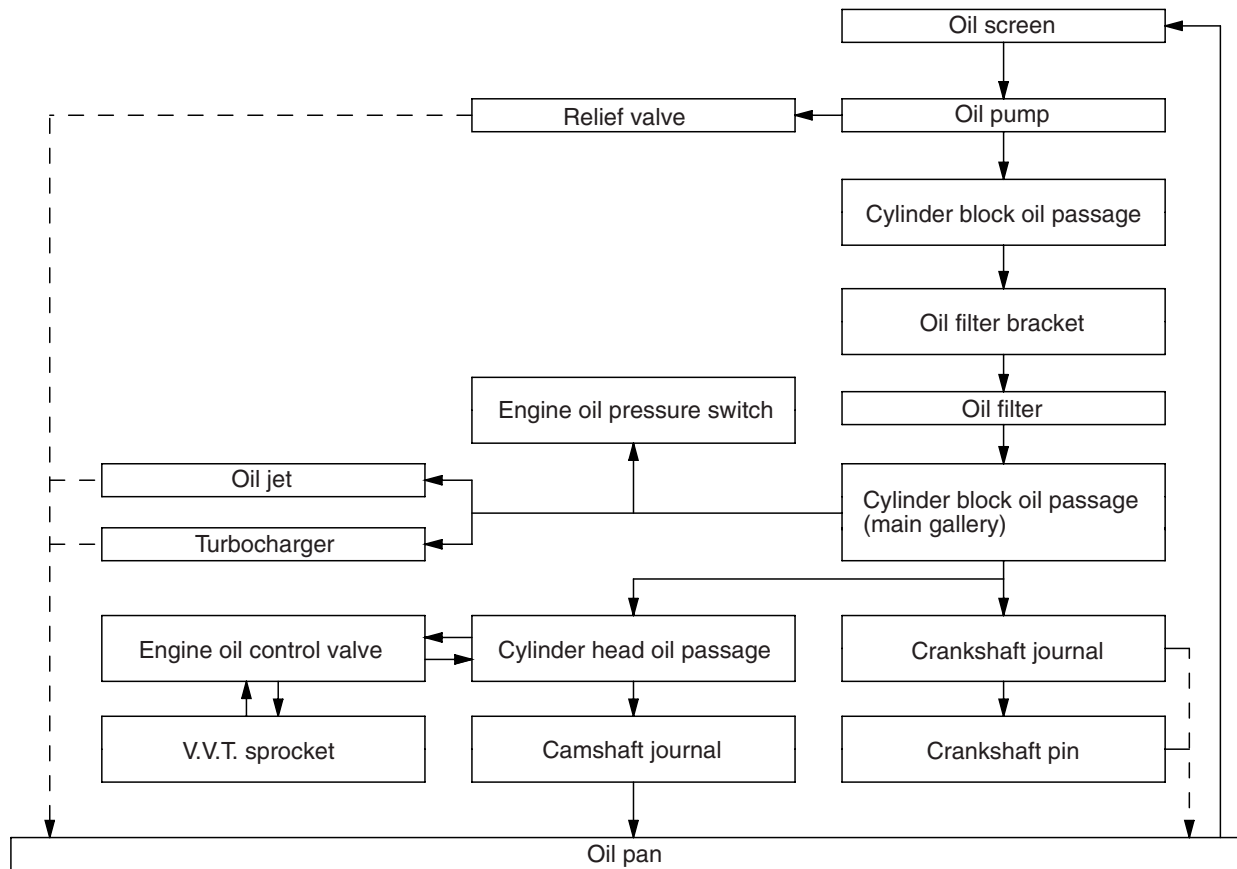 Oil screen
Relief valve
Oil pump
Cylinder block oil passage
Oil filter bracket
Engine oil pressure switch
Oil filter
Oil jet
Cylinder block oil passage
(main gallery)
Turbocharger
Engine oil control valve
Cylinder head oil passage
Crankshaft journal
V.V.T. sprocket
Camshaft journal
Crankshaft pin
Oil pan